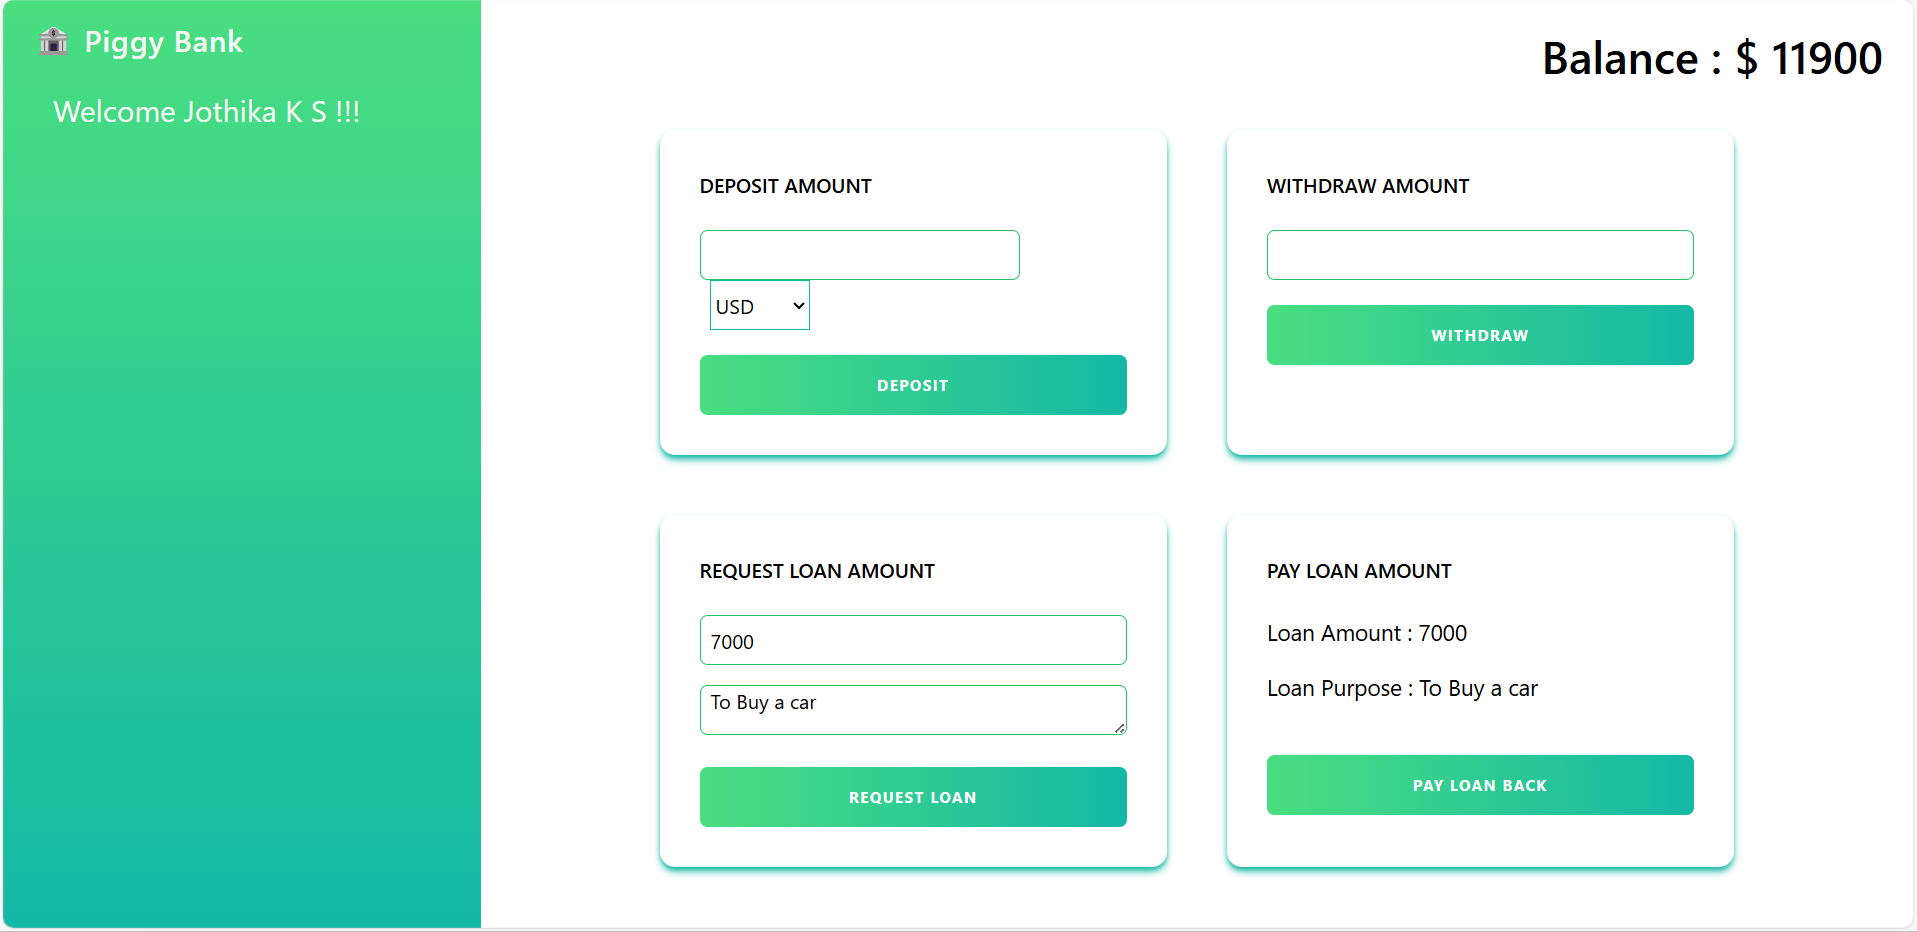 Piggy Bank
Welcome Jothika K S !!!
Balance : $ 11900
DEPOSIT AMOUNT
USD
DEPOSIT
WITHDRAW AMOUNT
WITHDRAW
REQUEST LOAN AMOUNT
7000
To Buy a car
REQUEST LOAN
PAY LOAN AMOUNT
Loan Amount : 7000
Loan Purpose : To Buy a car
PAY LOAN BACK